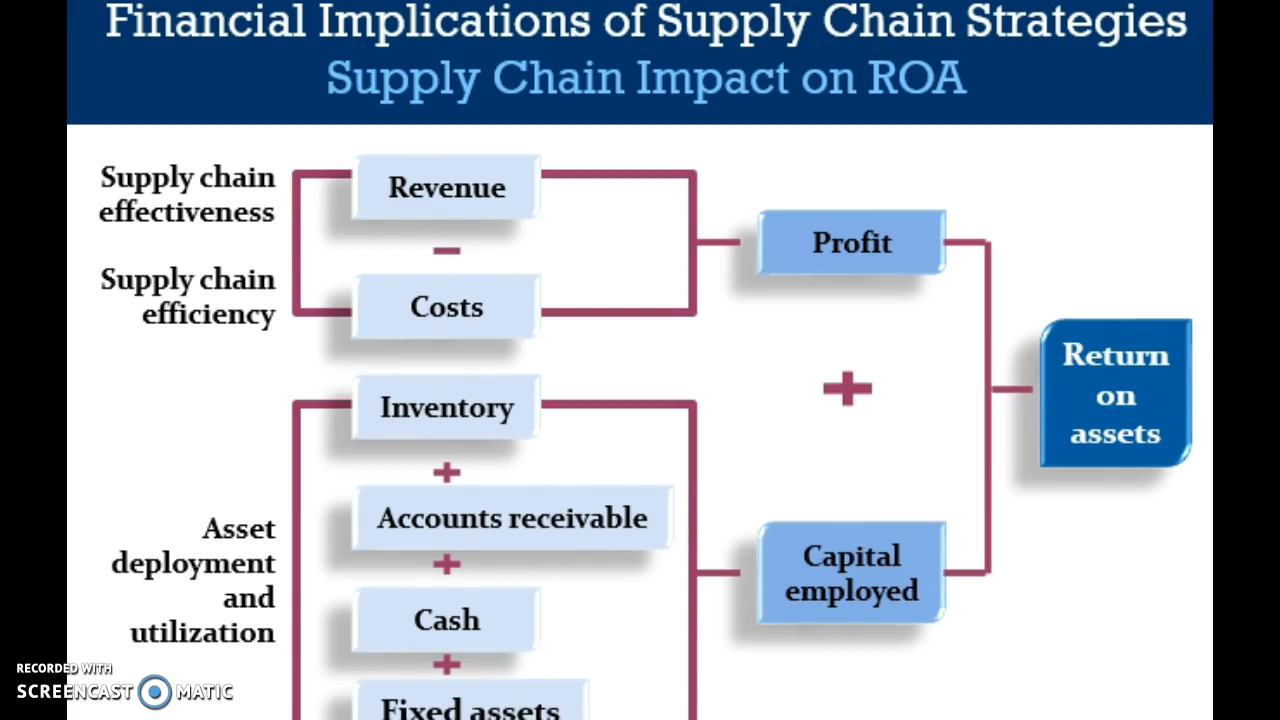 Financial Implications of Supply Chain Strategies
Supply Chain Impact on ROA
Supply chain
effectiveness
Revenue
−
Supply chain
efficiency
Costs
Profit
Inventory
+
Accounts receivable
+
Cash
+
Fixed assets
Asset
deployment
and
utilization
+
Capital
employed
Return
on
assets
RECORDED WITH
SCREENCAST MATIC